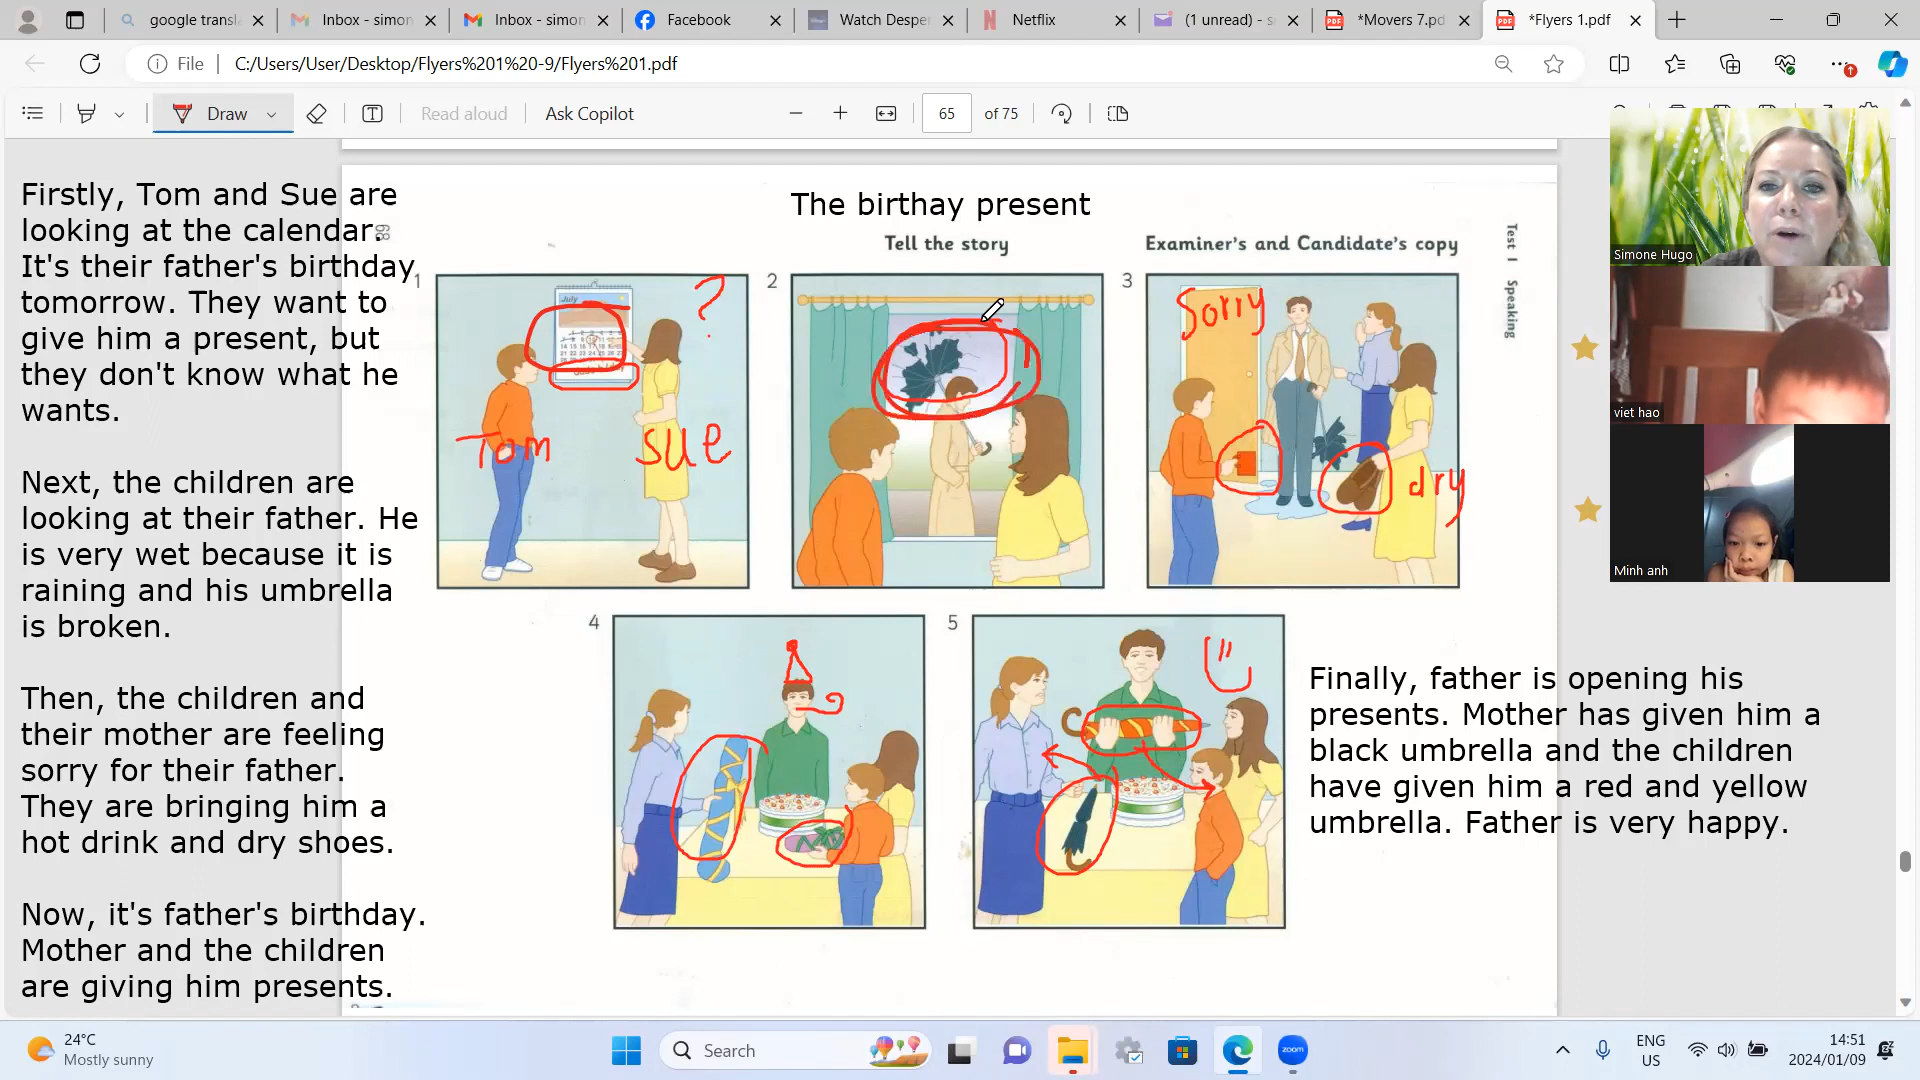 google transl
Inbox - simon
Inbox - simon
Facebook
Watch Desper
Netflix
(1 unread) - s
*Movers 7.pd
*Flyers 1.pdf
File
C:/Users/User/Desktop/Flyers%201%20-9/Flyers%201.pdf
Draw
Read aloud
Ask Copilot
65
of 75
Firstly, Tom and Sue are
looking at the calendar.
It's their father's birthday
tomorrow. They want to
give him a present, but
they don't know what he
wants.
Next, the children are
looking at their father. He
is very wet because it is
raining and his umbrella
is broken.
Then, the children and
their mother are feeling
sorry for their father.
They are bringing him a
hot drink and dry shoes.
Now, it's father's birthday.
Mother and the children
are giving him presents.
68
The birthay present
Tell the story
Examiner's and Candidate's copy
Test 1 Speaking
1
July
?
Tom
Sue
2
3
Sorry
dry
4
5
Finally, father is opening his
presents. Mother has given him a
black umbrella and the children
have given him a red and yellow
umbrella. Father is very happy.
Simone Hugo
viet hao
Minh anh
24°C
Mostly sunny
Search
zoom
ENG
US
14:51
2024/01/09